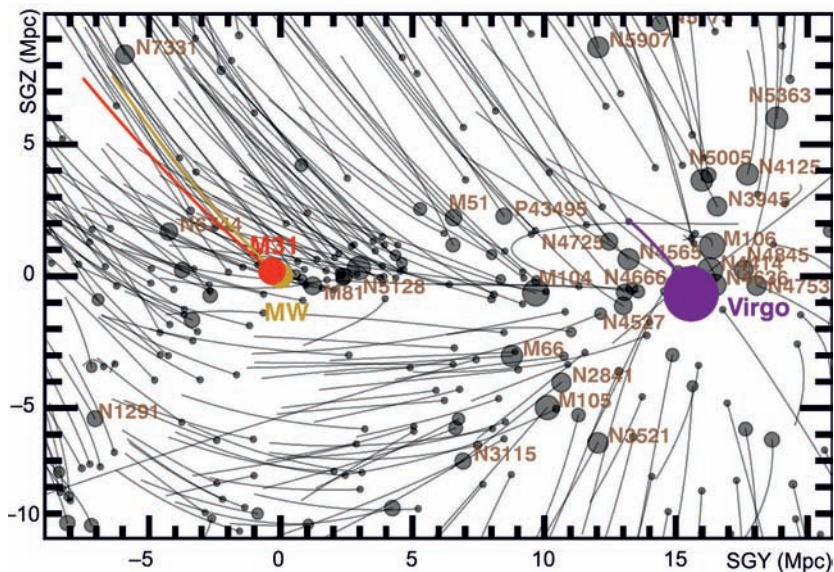 N7331
N5907
SGZ (Mpc)
N5363
5
N5005
N4125
N3945
M51
P43495
N4725
N4565
M106
N4845
M31
0
M81
N5128
M104
N4666
N4636
N4753
MW
N4527
Virgo
M66
N2841
N1291
M105
-5
N3521
N3115
-10
-5
0
5
10
15
SGY (Mpc)